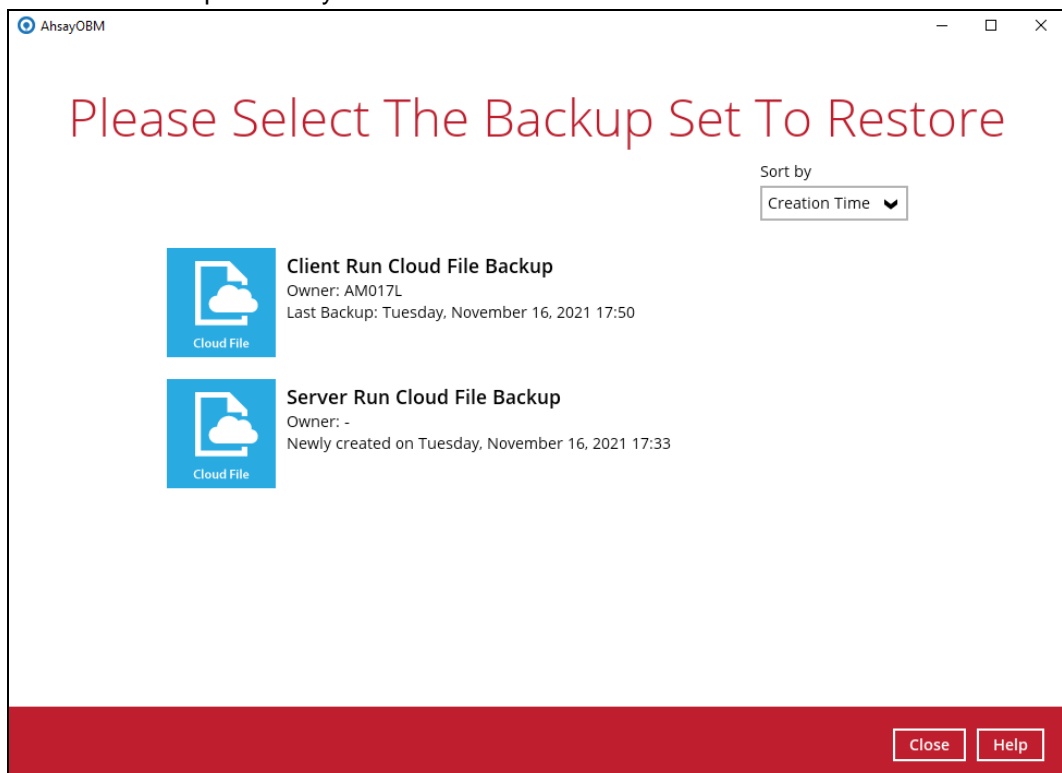 AhsayOBM
Please Select The Backup Set To Restore
Sort by
Creation Time
Client Run Cloud File Backup
Owner: AM017L
Last Backup: Tuesday, November 16, 2021 17:50
Cloud File
Server Run Cloud File Backup
Owner: -
Newly created on Tuesday, November 16, 2021 17:33
Cloud File
Close
Help